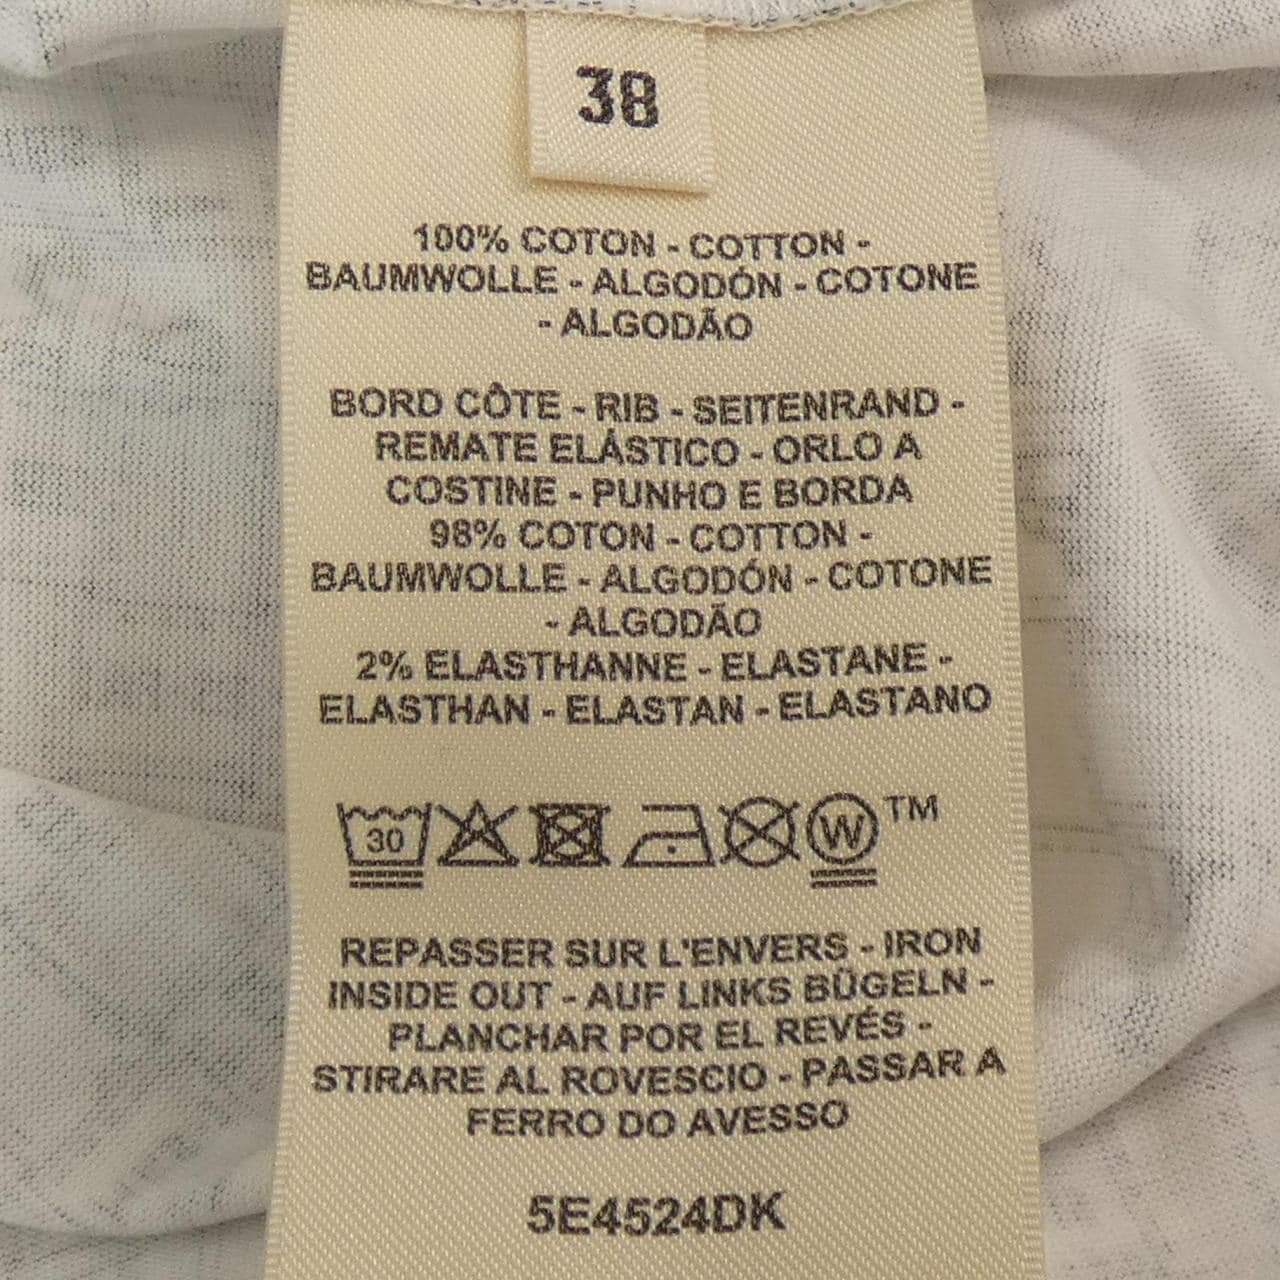 38
100% COTON - COTTON -
BAUMWOLLE - ALGODÓN - COTONE
- ALGODÃO
BORD CÔTE - RIB - SEITENRAND -
REMATE ELÁSTICO - ORLO A
COSTINE - PUNHO E BORDA
98% COTON - COTTON -
BAUMWOLLE - ALGODÓN - COTONE
- ALGODÃO
2% ELASTHANNE - ELASTANE -
ELASTHAN - ELASTAN - ELASTANO
30 W TM
REPASSER SUR L'ENVERS - IRON
INSIDE OUT - AUF LINKS BÜGELN -
PLANCHAR POR EL REVÉS -
STIRARE AL ROVESCIO - PASSAR A
FERRO DO AVESSO
5E4524DK